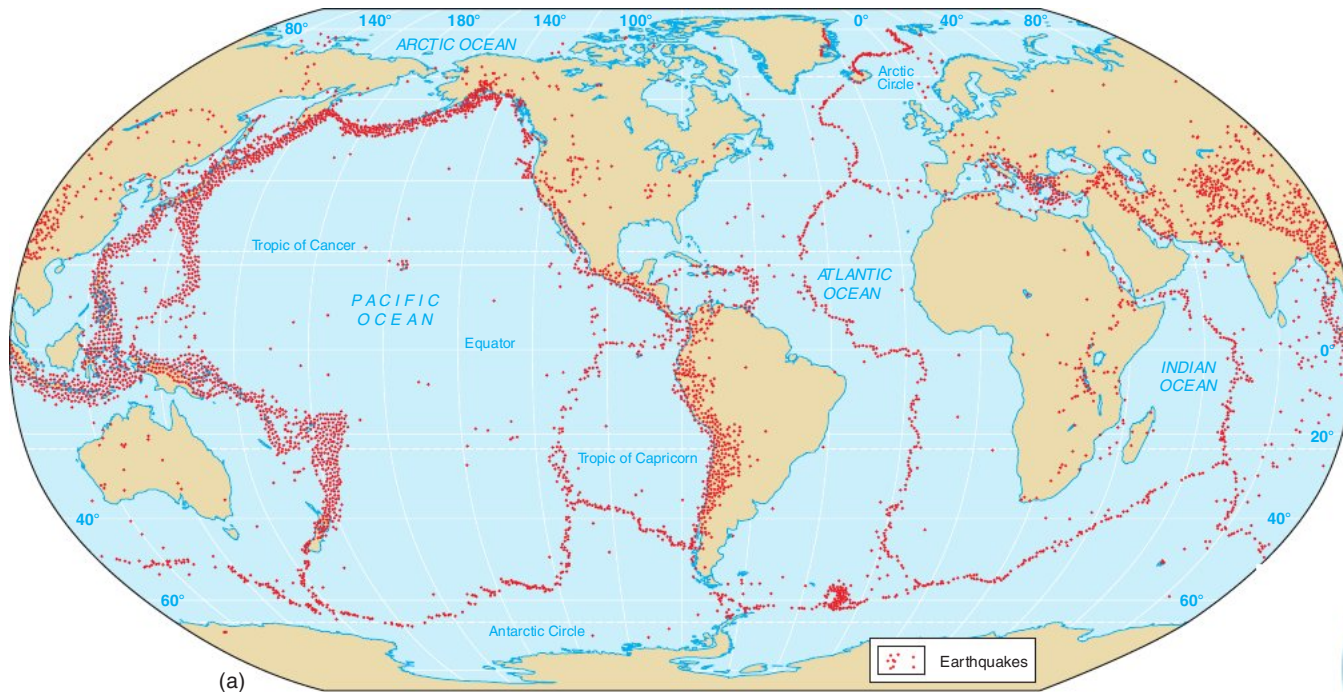 80° 140° 180° 140° 100° 0° 40° 80°
ARCTIC OCEAN
Arctic
Circle
Tropic of Cancer
PACIFIC
OCEAN
ATLANTIC
OCEAN
Equator
0°
INDIAN
OCEAN
20°
Tropic of Capricorn
40° 40°
60° 60°
Antarctic Circle
Earthquakes
(a)